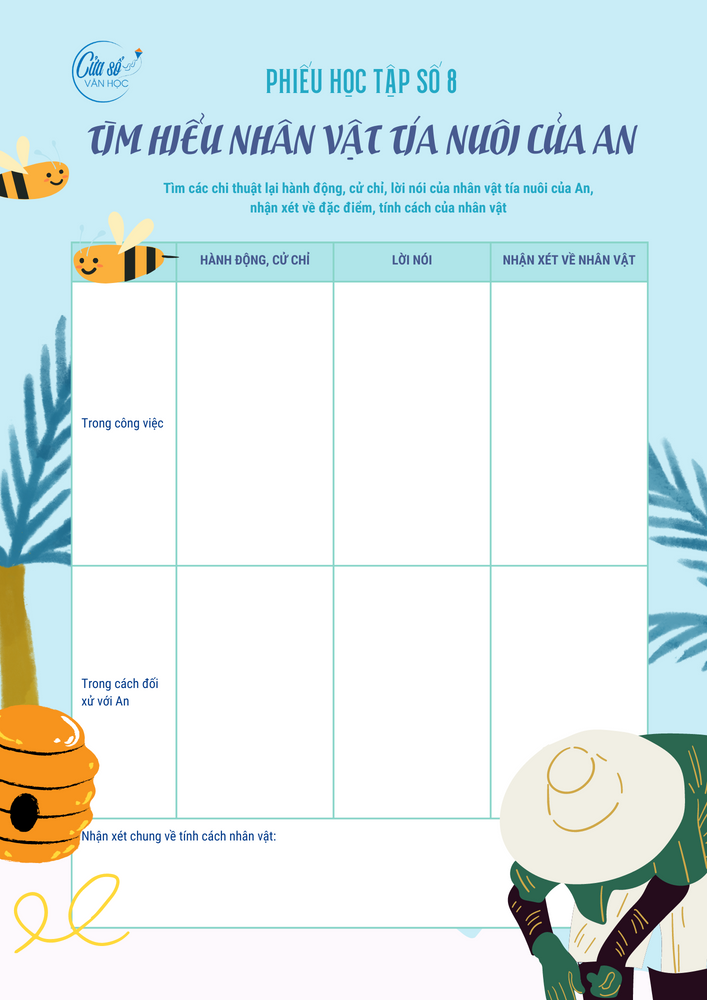 Cửa sổ
VĂN HỌC
PHIẾU HỌC TẬP SỐ 8
TÌM HIỂU NHÂN VẬT TÍA NUÔI CỦA AN
Tìm các chi thuật lại hành động, cử chỉ, lời nói của nhân vật tía nuôi của An,
nhận xét về đặc điểm, tính cách của nhân vật
HÀNH ĐỘNG, CỬ CHỈ
LỜI NÓI
NHẬN XÉT VỀ NHÂN VẬT
Trong công việc
Trong cách đối
xử với An
Nhận xét chung về tính cách nhân vật: